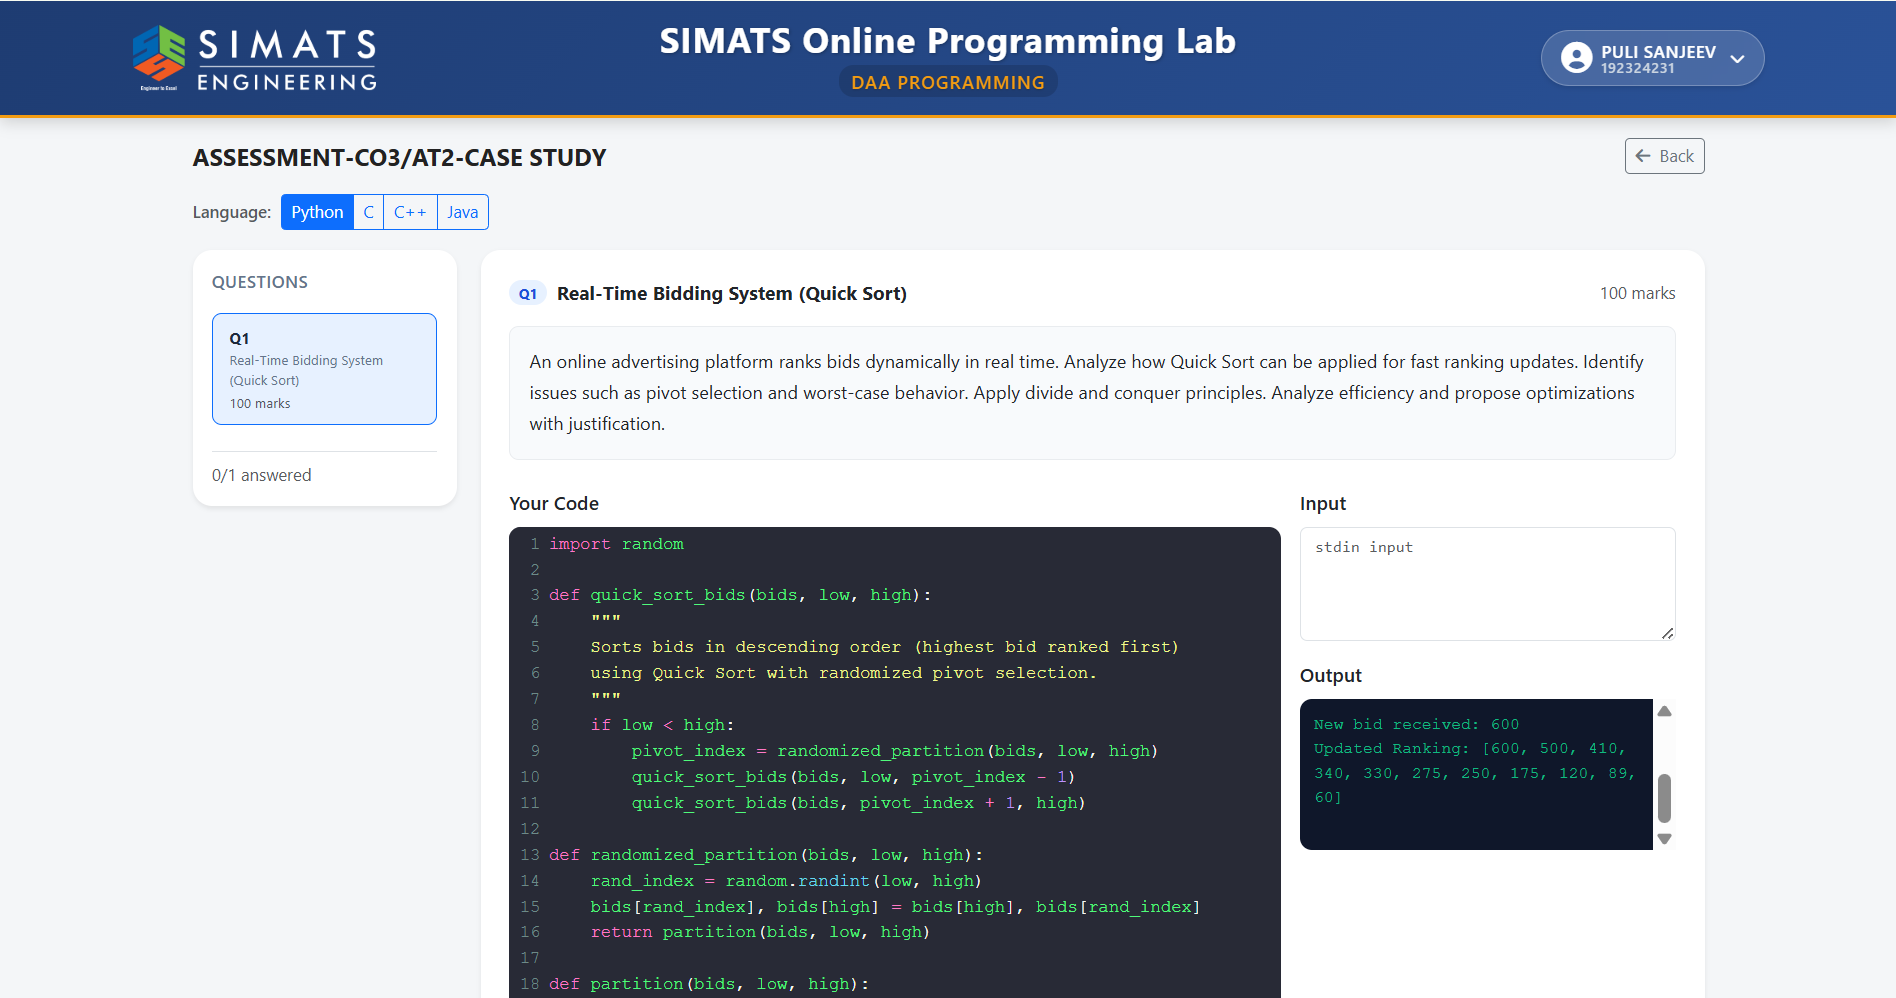 SIMATS
ENGINEERING
Engineer to Excel
SIMATS Online Programming Lab
DAA PROGRAMMING
PULI SANJEEV
192324231
ASSESSMENT-CO3/AT2-CASE STUDY
Back
Language: Python C C++ Java
QUESTIONS
Q1
Real-Time Bidding System
(Quick Sort)
100 marks
0/1 answered
Q1 Real-Time Bidding System (Quick Sort)
100 marks
An online advertising platform ranks bids dynamically in real time. Analyze how Quick Sort can be applied for fast ranking updates. Identify
issues such as pivot selection and worst-case behavior. Apply divide and conquer principles. Analyze efficiency and propose optimizations
with justification.
Your Code
1 import random
2
3 def quick_sort_bids(bids, low, high):
4     """
5     Sorts bids in descending order (highest bid ranked first)
6     using Quick Sort with randomized pivot selection.
7     """
8     if low < high:
9         pivot_index = randomized_partition(bids, low, high)
10         quick_sort_bids(bids, low, pivot_index - 1)
11         quick_sort_bids(bids, pivot_index + 1, high)
12
13 def randomized_partition(bids, low, high):
14     rand_index = random.randint(low, high)
15     bids[rand_index], bids[high] = bids[high], bids[rand_index]
16     return partition(bids, low, high)
17
18 def partition(bids, low, high):
Input
stdin input
Output
New bid received: 600
Updated Ranking: [600, 500, 410,
340, 330, 275, 250, 175, 120, 89,
60]